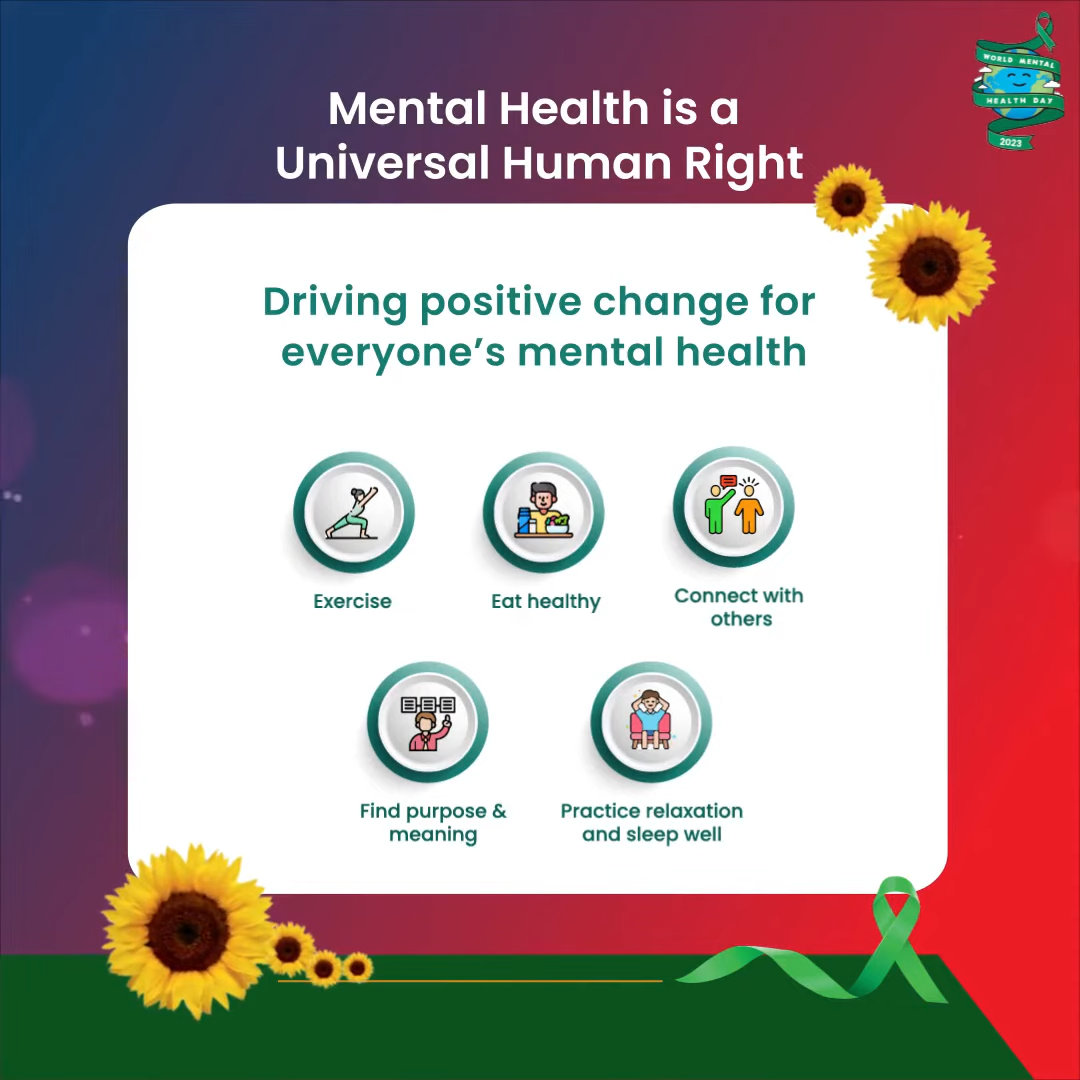 WORLD MENTAL
HEALTH DAY
2023
Mental Health is a
Universal Human Right
Driving positive change for
everyone’s mental health
Exercise
Eat healthy
Connect with
others
Find purpose &
meaning
Practice relaxation
and sleep well